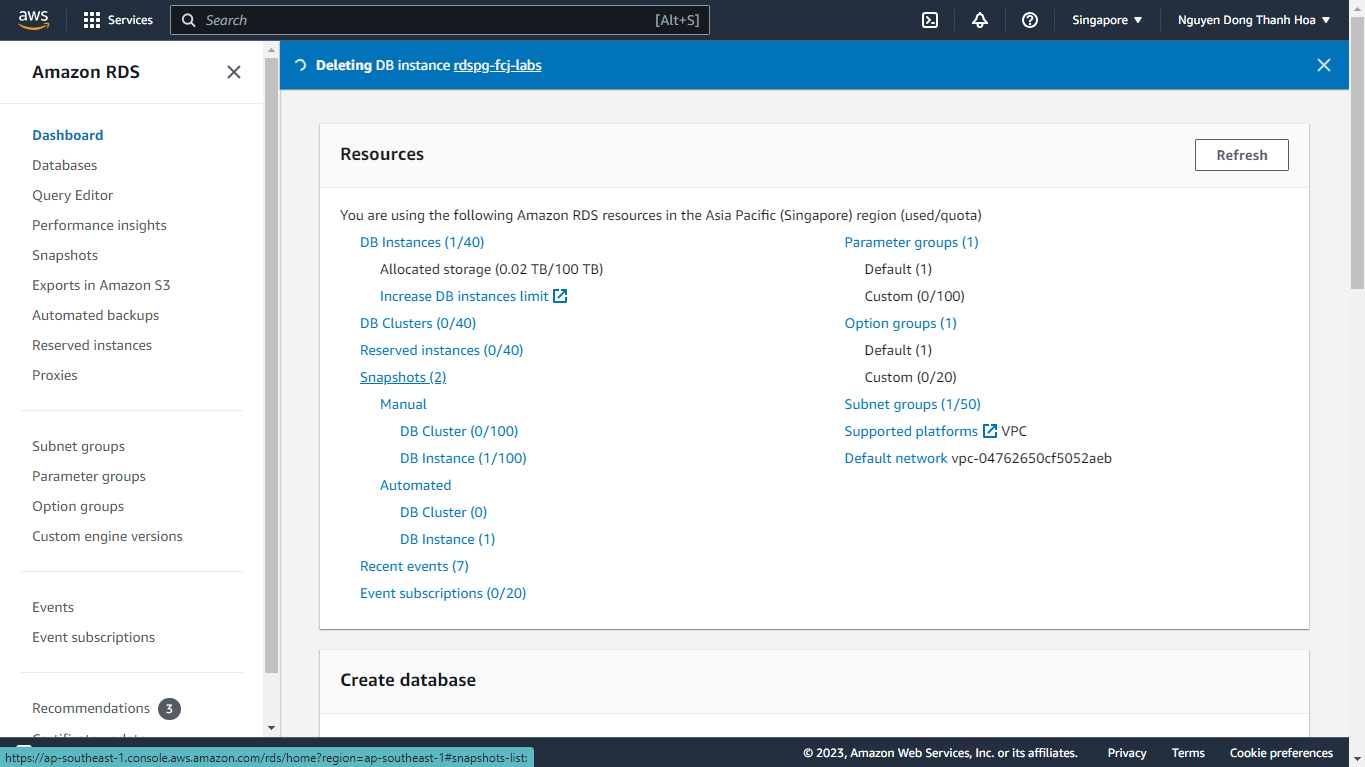 aws
Services
Search
[Alt+S]
Singapore
Nguyen Dong Thanh Hoa
Amazon RDS
Dashboard
Databases
Query Editor
Performance insights
Snapshots
Exports in Amazon S3
Automated backups
Reserved instances
Proxies
Subnet groups
Parameter groups
Option groups
Custom engine versions
Events
Event subscriptions
Recommendations 3
Deleting DB instance rdspg-fcj-labs
Resources
Refresh
You are using the following Amazon RDS resources in the Asia Pacific (Singapore) region (used/quota)
DB Instances (1/40)
Allocated storage (0.02 TB/100 TB)
Increase DB instances limit
DB Clusters (0/40)
Reserved instances (0/40)
Snapshots (2)
Manual
DB Cluster (0/100)
DB Instance (1/100)
Automated
DB Cluster (0)
DB Instance (1)
Recent events (7)
Event subscriptions (0/20)
Parameter groups (1)
Default (1)
Custom (0/100)
Option groups (1)
Default (1)
Custom (0/20)
Subnet groups (1/50)
Supported platforms VPC
Default network vpc-04762650cf5052aeb
Create database
https://ap-southeast-1.console.aws.amazon.com/rds/home?region=ap-southeast-1#snapshots-list:
© 2023, Amazon Web Services, Inc. or its affiliates.
Privacy
Terms
Cookie preferences